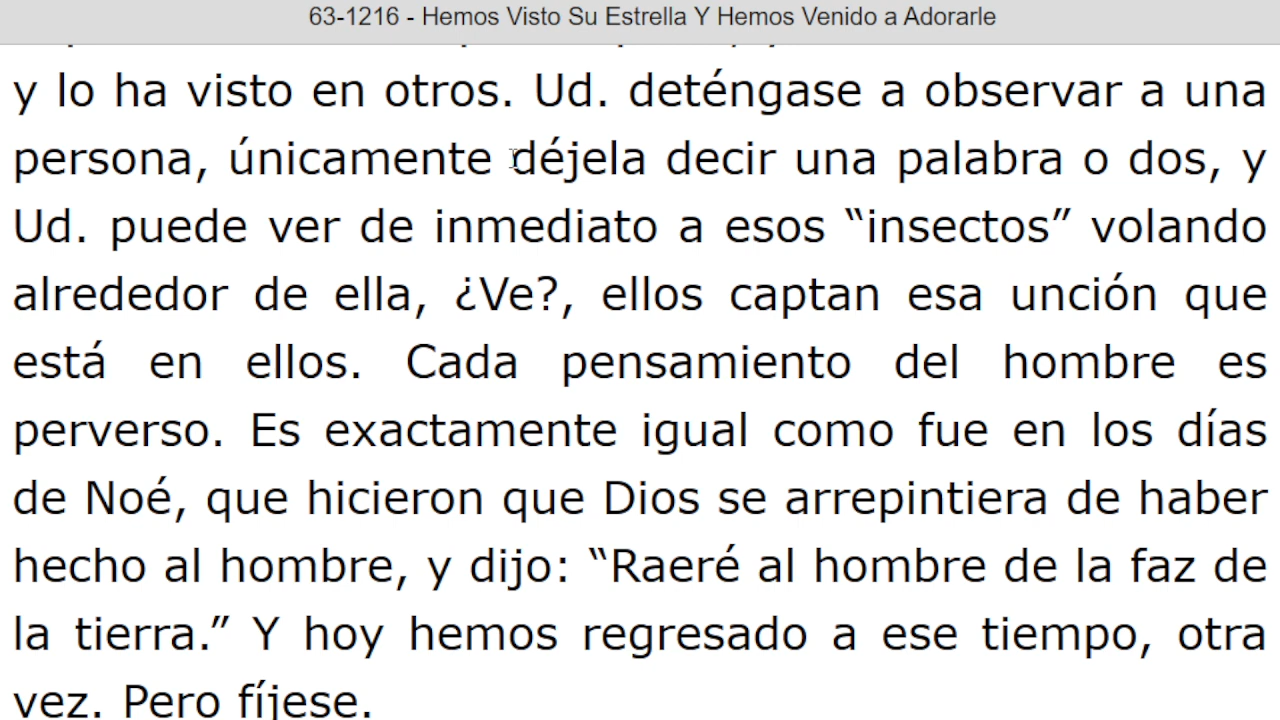 63-1216 - Hemos Visto Su Estrella Y Hemos Venido a Adorarle
y lo ha visto en otros. Ud. deténgase a observar a una
persona, únicamente déjela decir una palabra o dos, y
Ud. puede ver de inmediato a esos “insectos” volando
alrededor de ella, ¿Ve?, ellos captan esa unción que
está en ellos. Cada pensamiento del hombre es
perverso. Es exactamente igual como fue en los días
de Noé, que hicieron que Dios se arrepintiera de haber
hecho al hombre, y dijo: “Raeré al hombre de la faz de
la tierra.” Y hoy hemos regresado a ese tiempo, otra
vez. Pero fíjese.